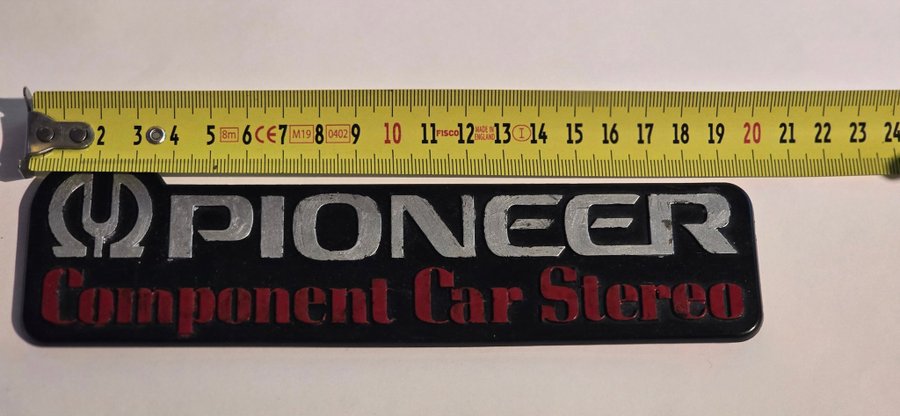 2 3 4 5 8m 6 CE 7 M19 8 0402 9 10 11 FISCO 12 MADE IN ENGLAND 13 I 14 15 16 17 18 19 20 21 22 23 24
PIONEER
Component Car Stereo